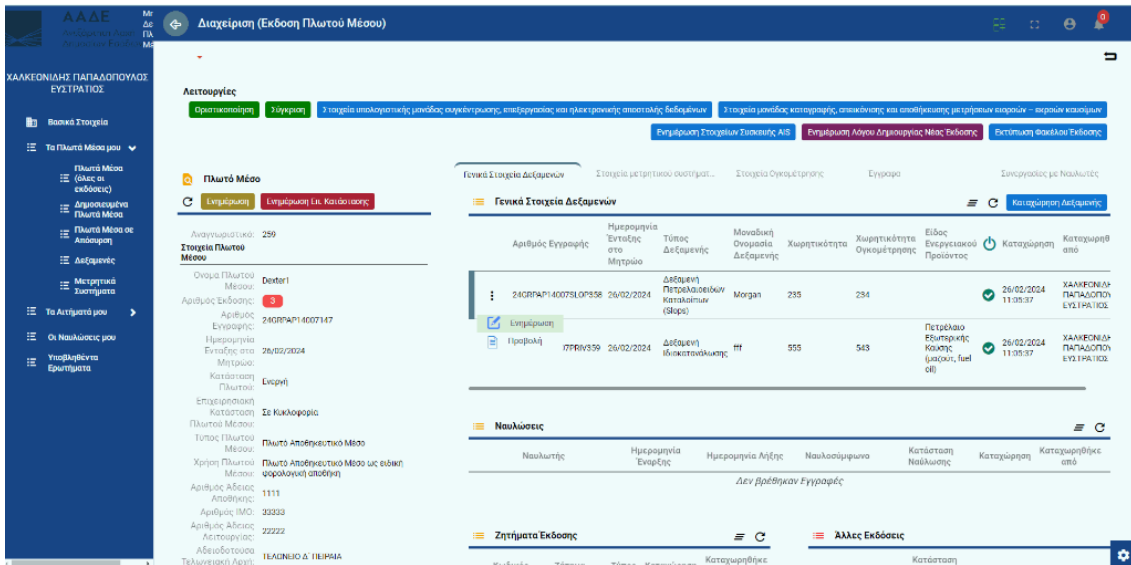 ΑΑΔΕ
Διαχείριση (Έκδοση Πλωτού Μέσου)
ΧΑΛΚΕΟΝΙΔΗΣ ΠΑΠΑΔΟΠΟΥΛΟΣ
ΕΥΣΤΡΑΤΙΟΣ
Βασικά Στοιχεία
Τα Πλωτά Μέσα μου
Πλωτά Μέσα
(όλες οι
εκδόσεις)
Δημοσιευμένα
Πλωτά Μέσα
Πλωτά Μέσα σε
Απόσυρση
Δεξαμενές
Μετρητικά
Συστήματα
Τα Αιτήματά μου
Οι Ναυλώσεις μου
Υποβληθέντα
Ερωτήματα
Λειτουργίες
Οριστικοποίηση
Σύγκριση
Στοιχεία υπολογιστικής μονάδας συγκέντρωσης, επεξεργασίας και ηλεκτρονικής αποστολής δεδομένων
Στοιχεία μονάδας καταγραφής, απεικόνισης και αποθήκευσης μετρήσεων εισροών – εκροών καυσίμων
Ενημέρωση Στοιχείων Συσκευής AIS
Ενημέρωση Λόγου Δημιουργίας Νέας Έκδοσης
Εκτύπωση Φακέλου Έκδοσης
Πλωτό Μέσο
Ενημέρωση
Ενημέρωση Επ. Κατάστασης
Αναγνωριστικό: 259
Στοιχεία Πλωτού
Μέσου
Όνομα Πλωτού
Μέσου: Dexter1
Αριθμός Έκδοσης: 3
Αριθμός
Εγγραφής: 24GRPAP14007147
Ημερομηνία
Ένταξης στο
Μητρώο: 26/02/2024
Κατάσταση
Πλωτού: Ενεργή
Επιχειρησιακή
Κατάσταση
Πλωτού Μέσου: Σε Κυκλοφορία
Τύπος Πλωτού
Μέσου: Πλωτό Αποθηκευτικό Μέσο
Χρήση Πλωτού
Μέσου: Πλωτό Αποθηκευτικό Μέσο ως ειδική
φορολογική αποθήκη
Αριθμός Άδειας
Αποθήκης: 1111
Αριθμός IMO: 33333
Αριθμός Άδειας
Λειτουργίας: 22222
Αδειοδοτούσα
Τελωνειακή Αρχή: ΤΕΛΩΝΕΙΟ Δ΄ ΠΕΙΡΑΙΑ
Γενικά Στοιχεία Δεξαμενών
Στοιχεία μετρητικού συστήματ...
Στοιχεία Ογκομέτρησης
Έγγραφα
Συνεργασίες με Ναυλωτές
Γενικά Στοιχεία Δεξαμενών
Καταχώρηση Δεξαμενής
Αριθμός Εγγραφής
Ημερομηνία
Ένταξης
στο
Μητρώο
Τύπος
Δεξαμενής
Μοναδική
Ονομασία
Δεξαμενής
Χωρητικότητα
Χωρητικότητα
Ογκομέτρησης
Είδος
Ενεργειακού
Προϊόντος
Καταχώρηση
Καταχωρηθ
από
24GRPAP14007SLOP358
26/02/2024
Δεξαμενή
Πετρελαιοειδών
Καταλοίπων
(Slops)
Morgan
235
234
26/02/2024
11:05:37
ΧΑΛΚΕΟΝΙΔΗ
ΠΑΠΑΔΟΠΟΥ
ΕΥΣΤΡΑΤΙΟΣ
Ενημέρωση
Προβολή
07PRIV359
26/02/2024
Δεξαμενή
Ιδιοκατανάλωσης
fff
555
543
Πετρέλαιο
Εξωτερικής
Καύσης
(μαζούτ, fuel
oil)
26/02/2024
11:05:37
ΧΑΛΚΕΟΝΙΔΗ
ΠΑΠΑΔΟΠΟΥ
ΕΥΣΤΡΑΤΙΟΣ
Ναυλώσεις
Ναυλωτής
Ημερομηνία
Έναρξης
Ημερομηνία Λήξης
Ναυλοσύμφωνο
Κατάσταση
Ναύλωσης
Καταχώρηση
Καταχωρηθήκε
από
Δεν βρέθηκαν Εγγραφές
Ζητήματα Έκδοσης
Άλλες Εκδόσεις
Καταχωρηθήκε
Κατάσταση